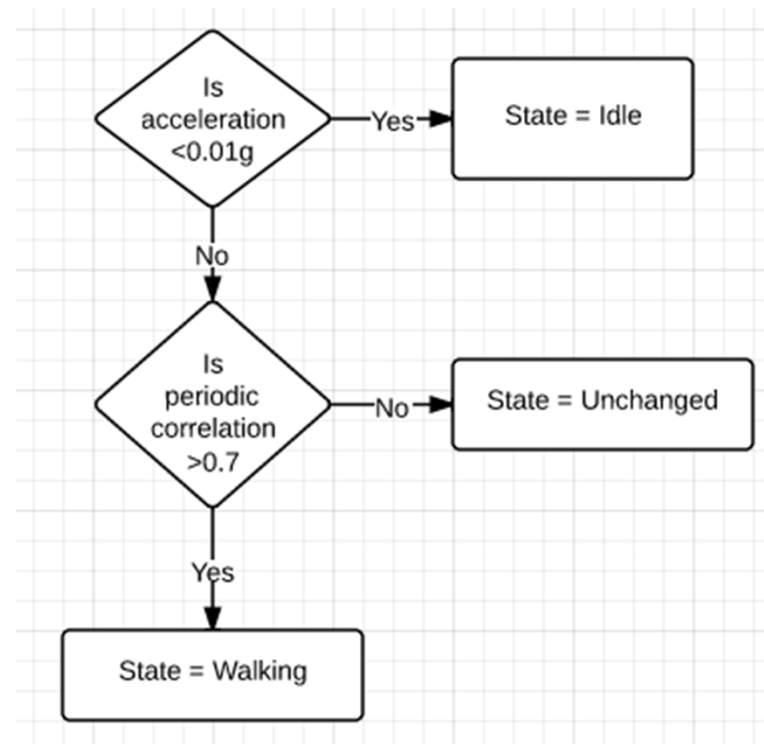 Is
acceleration
<0.01g
Yes
State = Idle
No
Is
periodic
correlation
>0.7
No
State = Unchanged
Yes
State = Walking